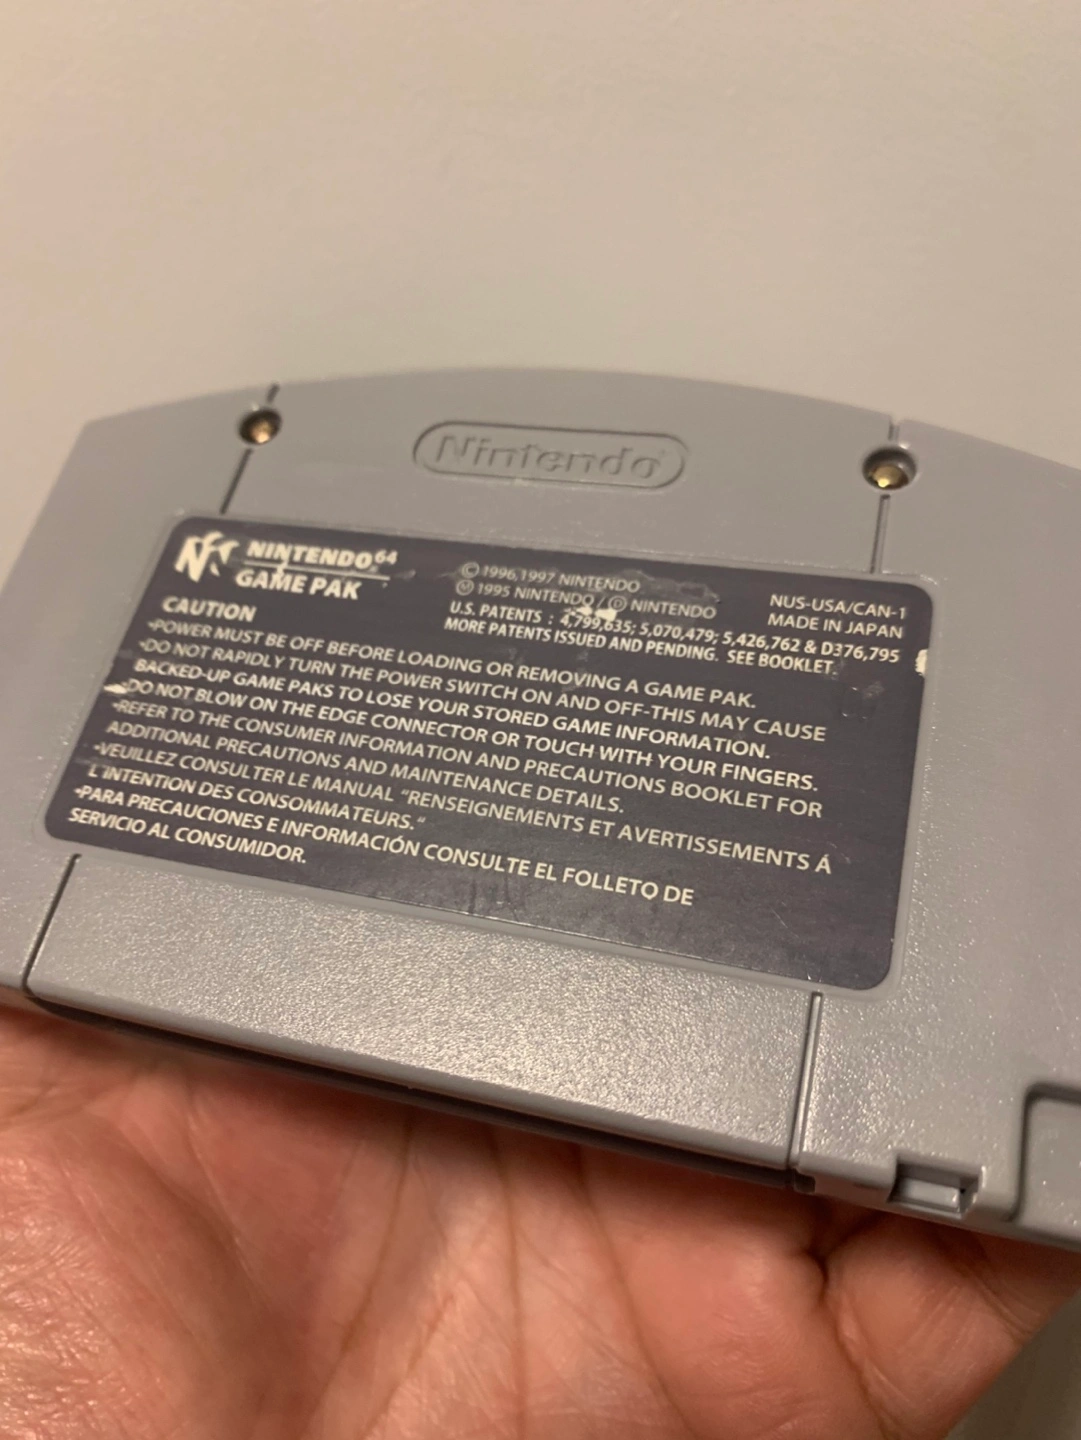 Nintendo
NINTENDO64
GAME PAK
© 1996,1997 NINTENDO
Ⓜ 1995 NINTENDO / Ⓓ NINTENDO
U.S. PATENTS : 4,799,635; 5,070,479; 5,426,762 & D376,795
MORE PATENTS ISSUED AND PENDING. SEE BOOKLET.
NUS-USA/CAN-1
MADE IN JAPAN
CAUTION
•POWER MUST BE OFF BEFORE LOADING OR REMOVING A GAME PAK.
•DO NOT RAPIDLY TURN THE POWER SWITCH ON AND OFF-THIS MAY CAUSE
BACKED-UP GAME PAKS TO LOSE YOUR STORED GAME INFORMATION.
•DO NOT BLOW ON THE EDGE CONNECTOR OR TOUCH WITH YOUR FINGERS.
•REFER TO THE CONSUMER INFORMATION AND PRECAUTIONS BOOKLET FOR
ADDITIONAL PRECAUTIONS AND MAINTENANCE DETAILS.
•VEUILLEZ CONSULTER LE MANUAL "RENSEIGNEMENTS ET AVERTISSEMENTS Á
L'INTENTION DES CONSOMMATEURS."
•PARA PRECAUCIONES E INFORMACIÓN CONSULTE EL FOLLETO DE
SERVICIO AL CONSUMIDOR.